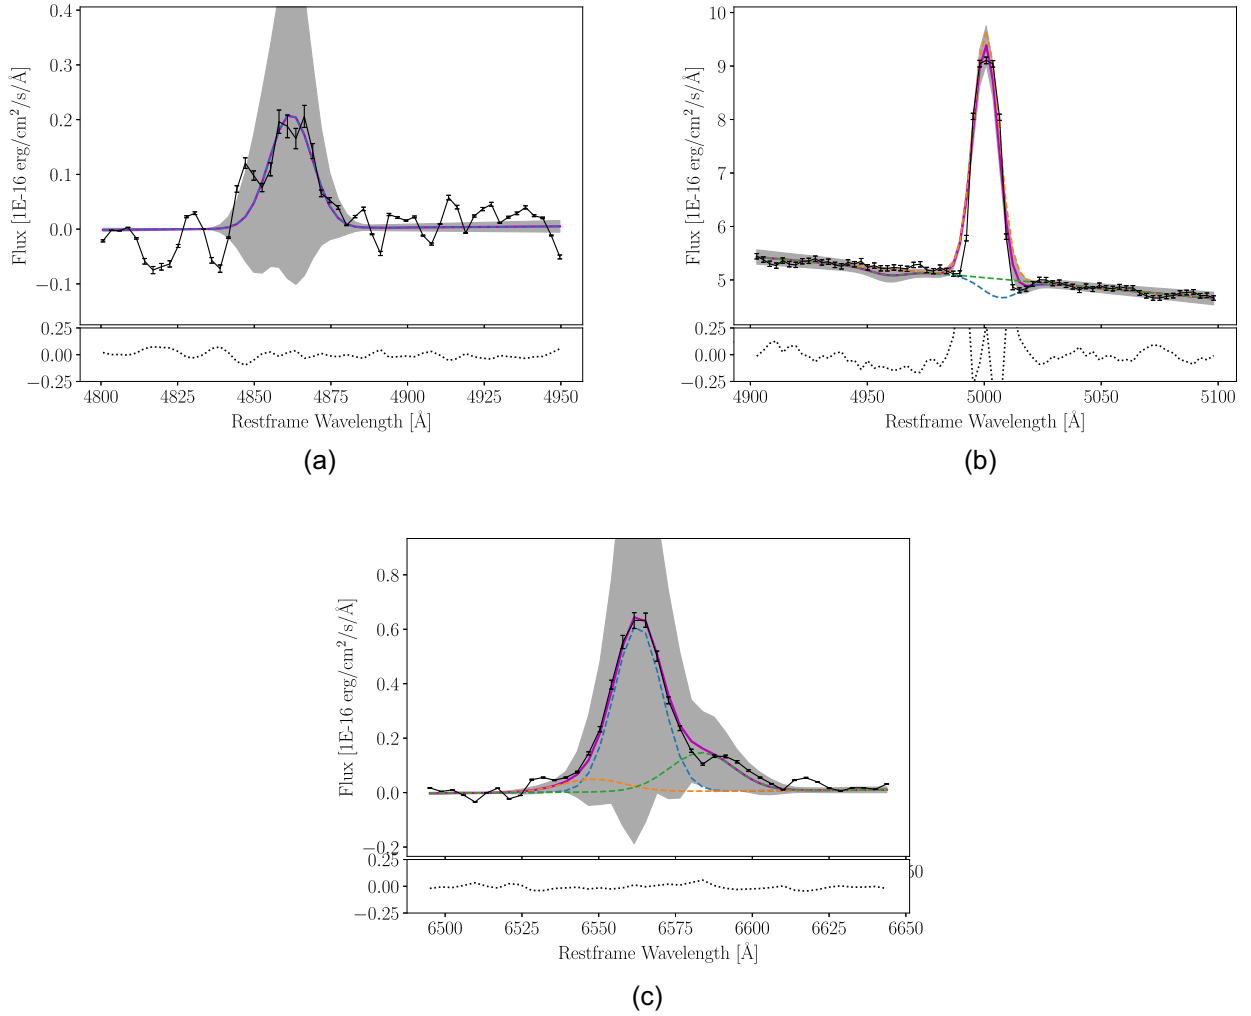 0.4
0.3
0.2
0.1
0.0
−0.1
Flux [1E-16 erg/cm²/s/Å]
0.25
0.00
−0.25
4800 4825 4850 4875 4900 4925 4950
Restframe Wavelength [Å]
(a)
10
9
8
7
6
5
Flux [1E-16 erg/cm²/s/Å]
0.25
0.00
−0.25
4900 4950 5000 5050 5100
Restframe Wavelength [Å]
(b)
0.8
0.6
0.4
0.2
0.0
−0.2
Flux [1E-16 erg/cm²/s/Å]
0.25
0.00
−0.25
50
6500 6525 6550 6575 6600 6625 6650
Restframe Wavelength [Å]
(c)